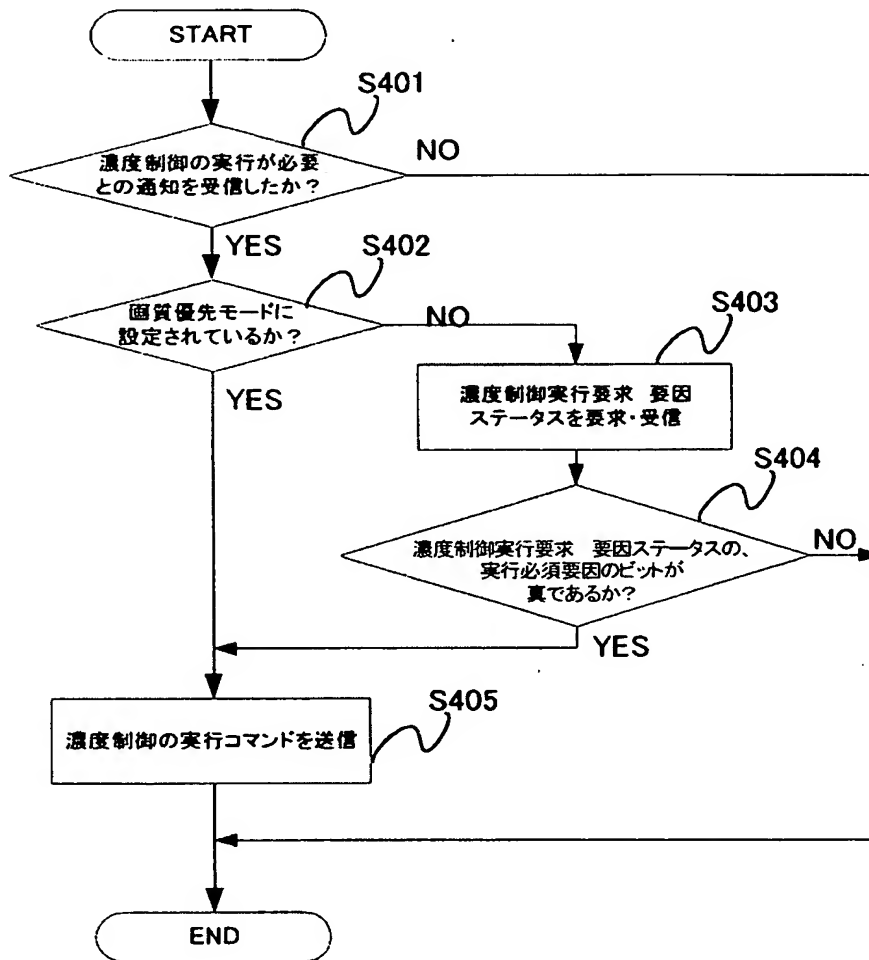 START
S401
濃度制御の実行が必要
との通知を受信したか？
NO
YES
S402
画質優先モードに
設定されているか？
NO
YES
S403
濃度制御実行要求 要因
ステータスを要求・受信
S404
濃度制御実行要求 要因ステータスの、
実行必須要因のビットが
真であるか？
NO
YES
S405
濃度制御の実行コマンドを送信
END